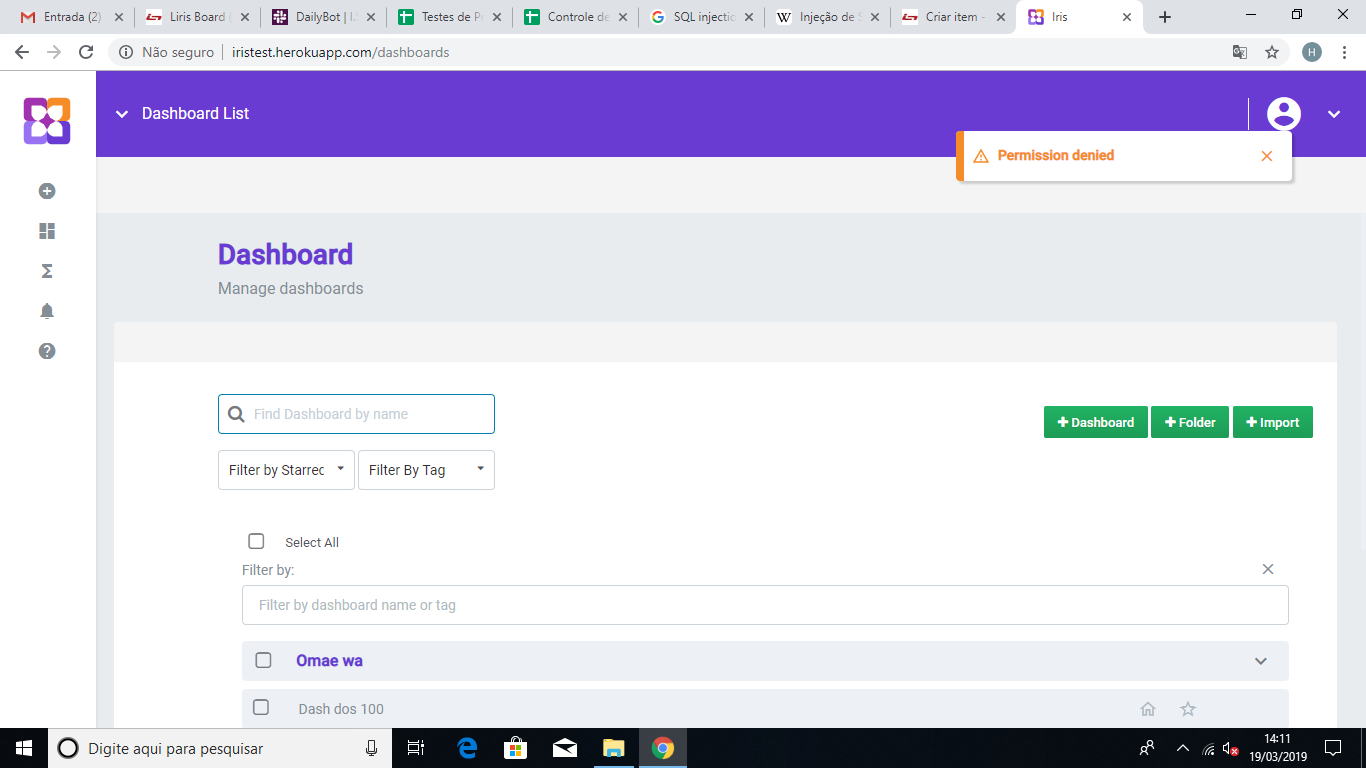 Entrada (2)
Liris Board (
DailyBot | I.S
Testes de P
Controle de
SQL injectic
Injeção de S
Criar item -
Iris
Não seguro
iristest.herokuapp.com/dashboards
H
Dashboard List
Permission denied
Dashboard
Manage dashboards
Find Dashboard by name
+ Dashboard
+ Folder
+ Import
Filter by Starrec
Filter By Tag
Select All
Filter by:
Filter by dashboard name or tag
Omae wa
Dash dos 100
Digite aqui para pesquisar
14:11
19/03/2019